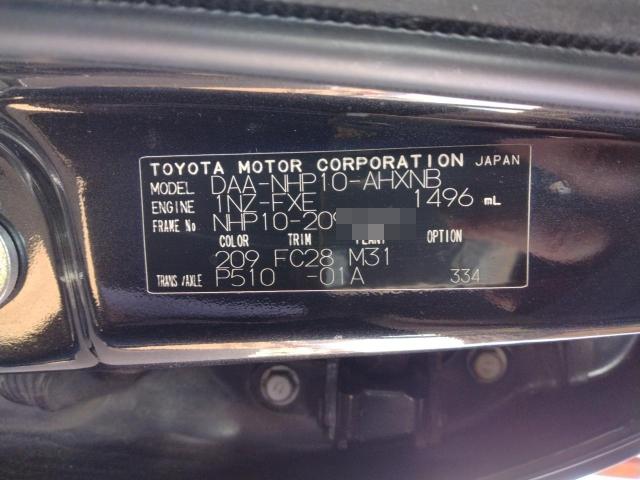 TOYOTA MOTOR CORPORATION JAPAN
MODEL DAA-NHP10-AHXNB
ENGINE 1NZ-FXE 1496 mL
FRAME No NHP10-209
COLOR TRIM PLANT OPTION
209 FC28 M31
TRANS/AXLE P510 -01A 334